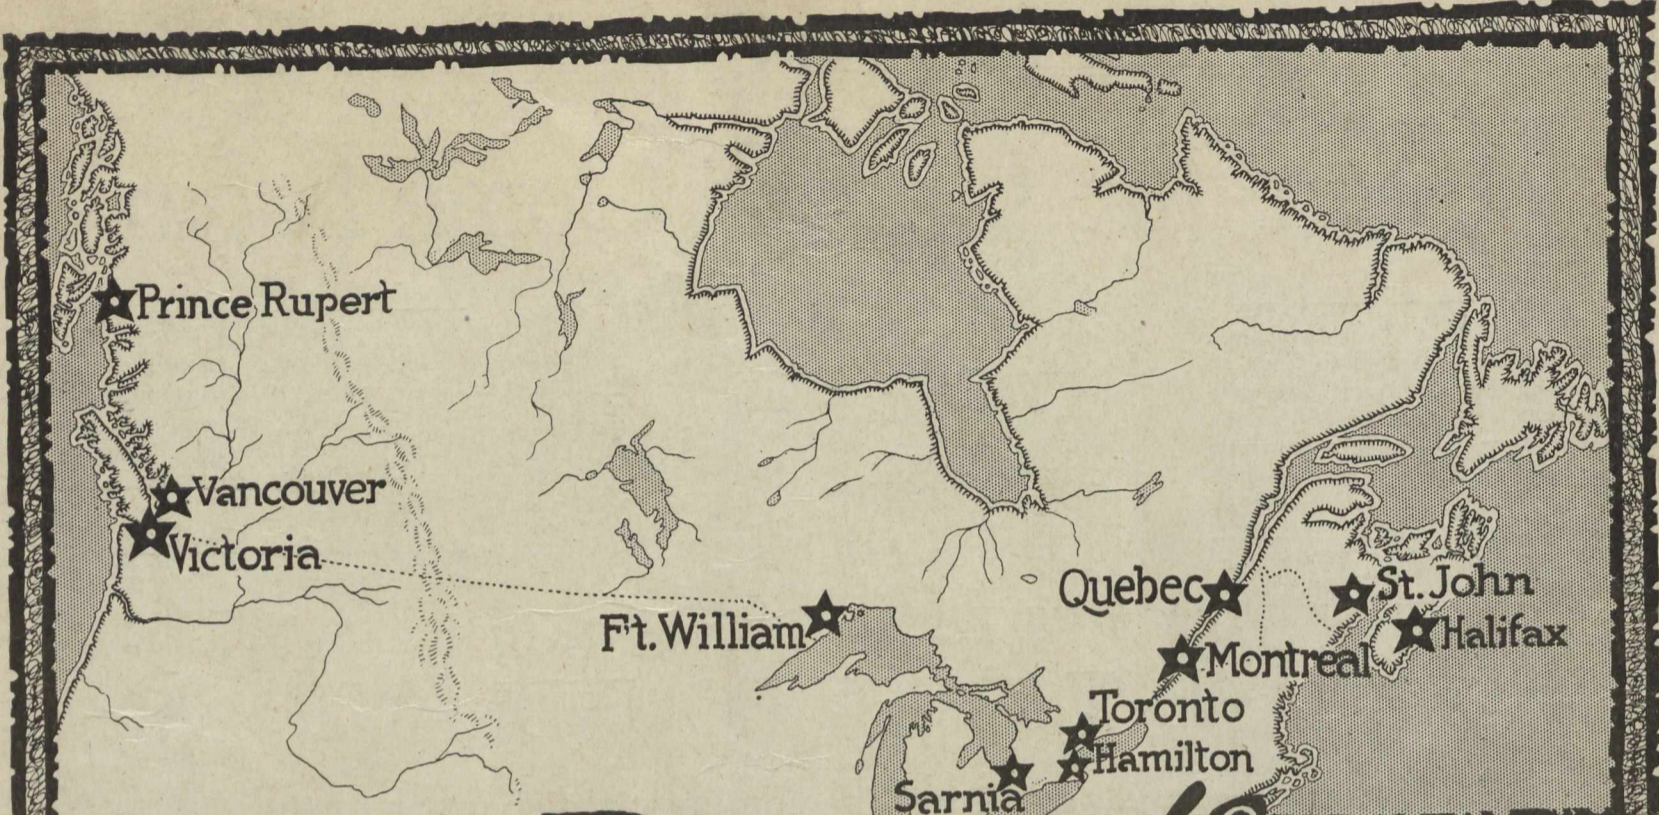 Prince Rupert
Vancouver
Victoria
Ft. William
Quebec
St. John
Halifax
Montreal
Toronto
Hamilton
Sarnia